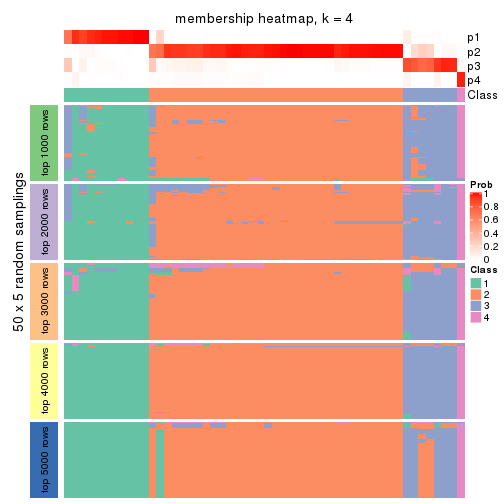 membership heatmap, k = 4
p1
p2
p3
p4
Class
50 x 5 random samplings
top 1000 rows
top 2000 rows
top 3000 rows
top 4000 rows
top 5000 rows
Prob
1
0.8
0.6
0.4
0.2
0
Class
1
2
3
4